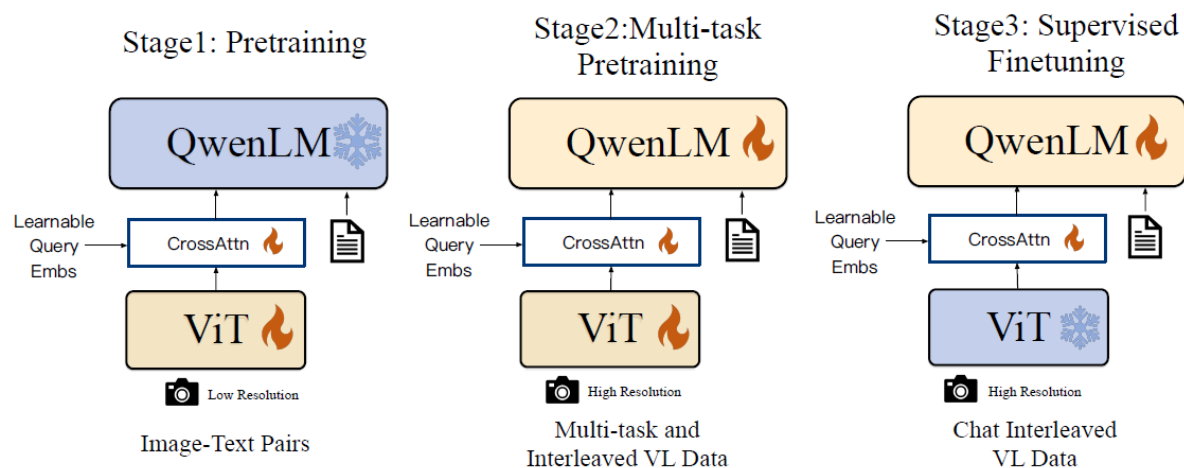 Stage1: Pretraining
QwenLM
Learnable
Query
Embs
CrossAttn
ViT
Low Resolution
Image-Text Pairs
Stage2:Multi-task
Pretraining
QwenLM
Learnable
Query
Embs
CrossAttn
ViT
High Resolution
Multi-task and
Interleaved VL Data
Stage3: Supervised
Finetuning
QwenLM
Learnable
Query
Embs
CrossAttn
ViT
High Resolution
Chat Interleaved
VL Data